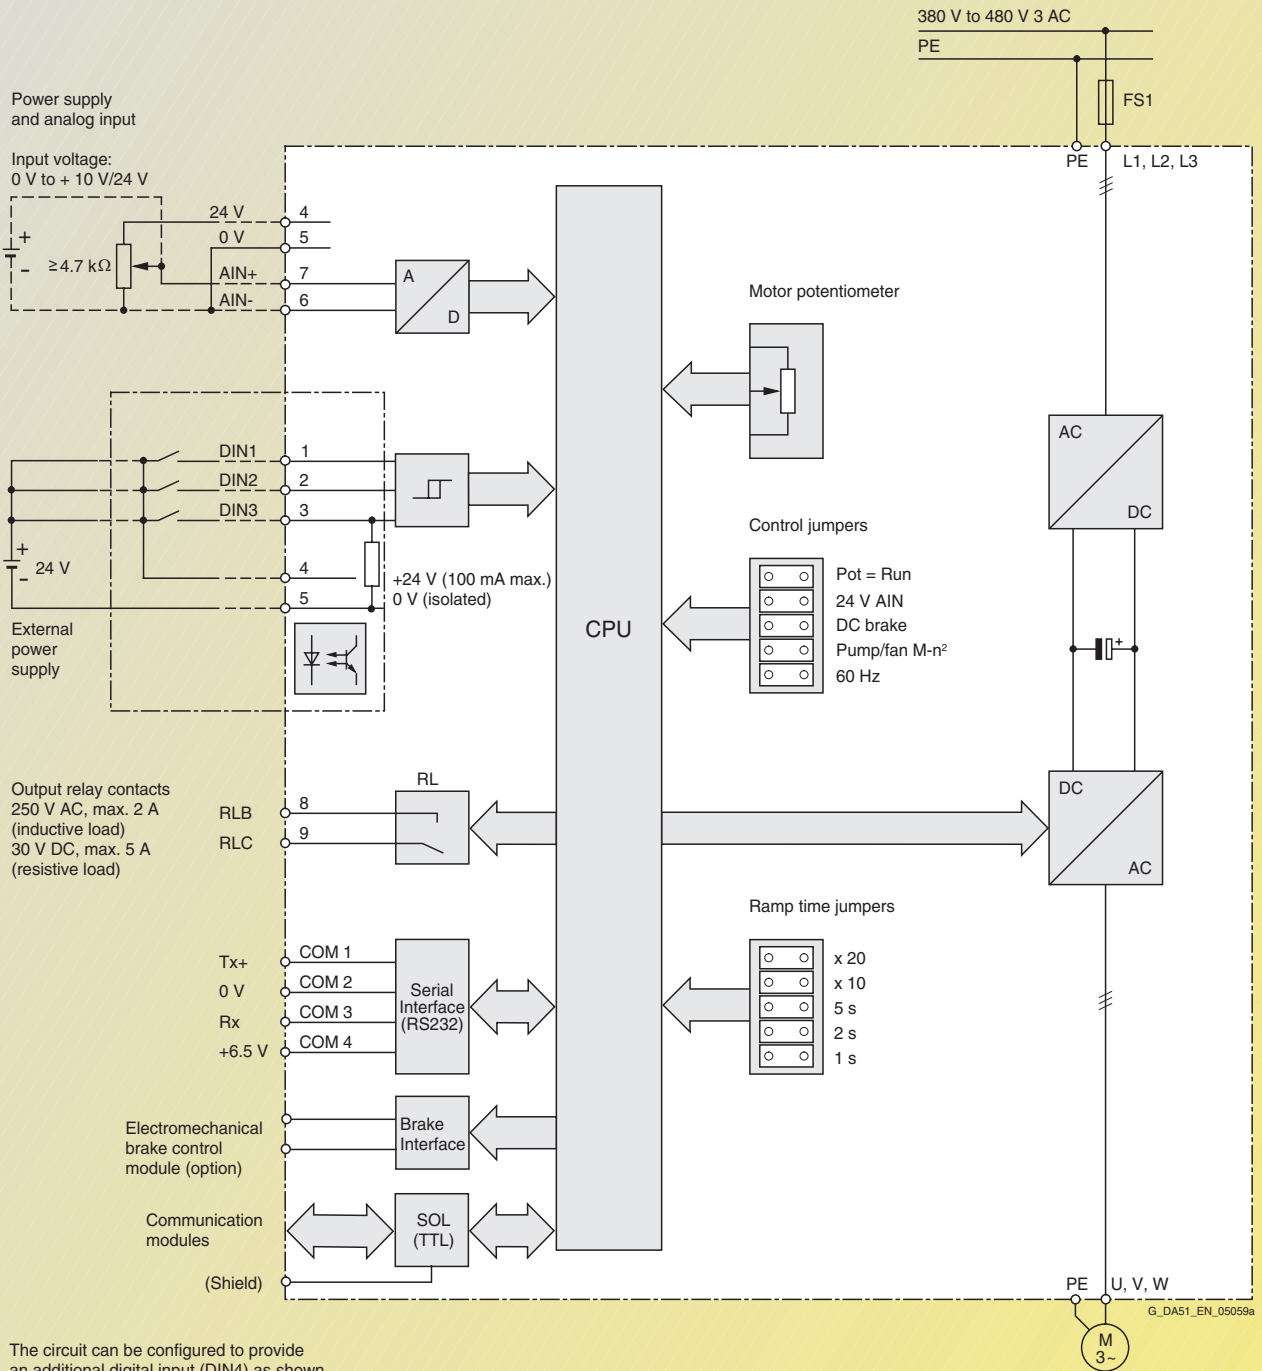 380 V to 480 V 3 AC
PE
FS1
Power supply
and analog input
Input voltage:
0 V to + 10 V/24 V
PE
L1, L2, L3
24 V
4
0 V
5
+
-
≥4.7 kΩ
AIN+
7
AIN-
6
A
D
Motor potentiometer
DIN1
1
DIN2
2
DIN3
3
+
-
24 V
4
5
+24 V (100 mA max.)
0 V (isolated)
External
power
supply
CPU
Control jumpers
Pot = Run
24 V AIN
DC brake
Pump/fan M-n²
60 Hz
AC
DC
+
Output relay contacts
250 V AC, max. 2 A
(inductive load)
30 V DC, max. 5 A
(resistive load)
RL
RLB
8
RLC
9
DC
AC
Ramp time jumpers
x 20
x 10
5 s
2 s
1 s
Tx+
COM 1
0 V
COM 2
Rx
COM 3
+6.5 V
COM 4
Serial
Interface
(RS232)
Electromechanical
brake control
module (option)
Brake
Interface
Communication
modules
SOL
(TTL)
(Shield)
PE
U, V, W
G_DA51_EN_05059a
M
3~
The circuit can be configured to provide
an additional digital input (DIN4) as shown